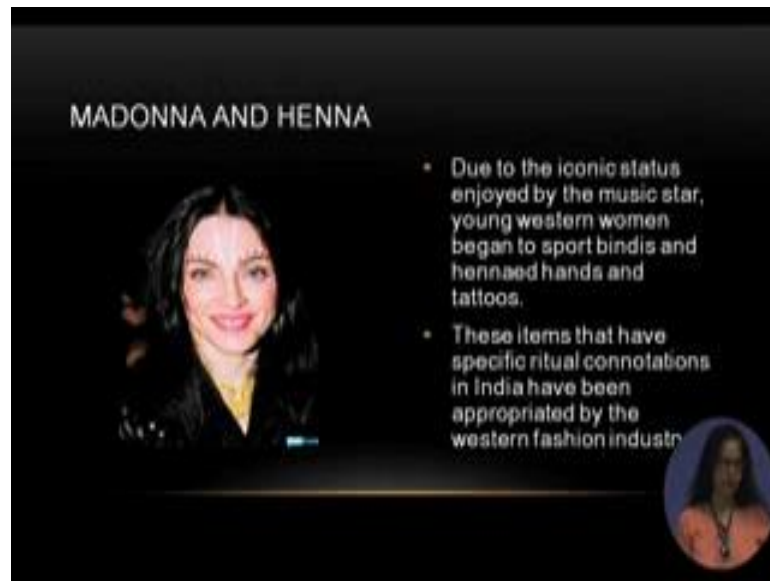 MADONNA AND HENNA
Due to the iconic status
enjoyed by the music star,
young western women
began to sport bindis and
hennaed hands and
tattoos.
These items that have
specific ritual connotations
in India have been
appropriated by the
western fashion